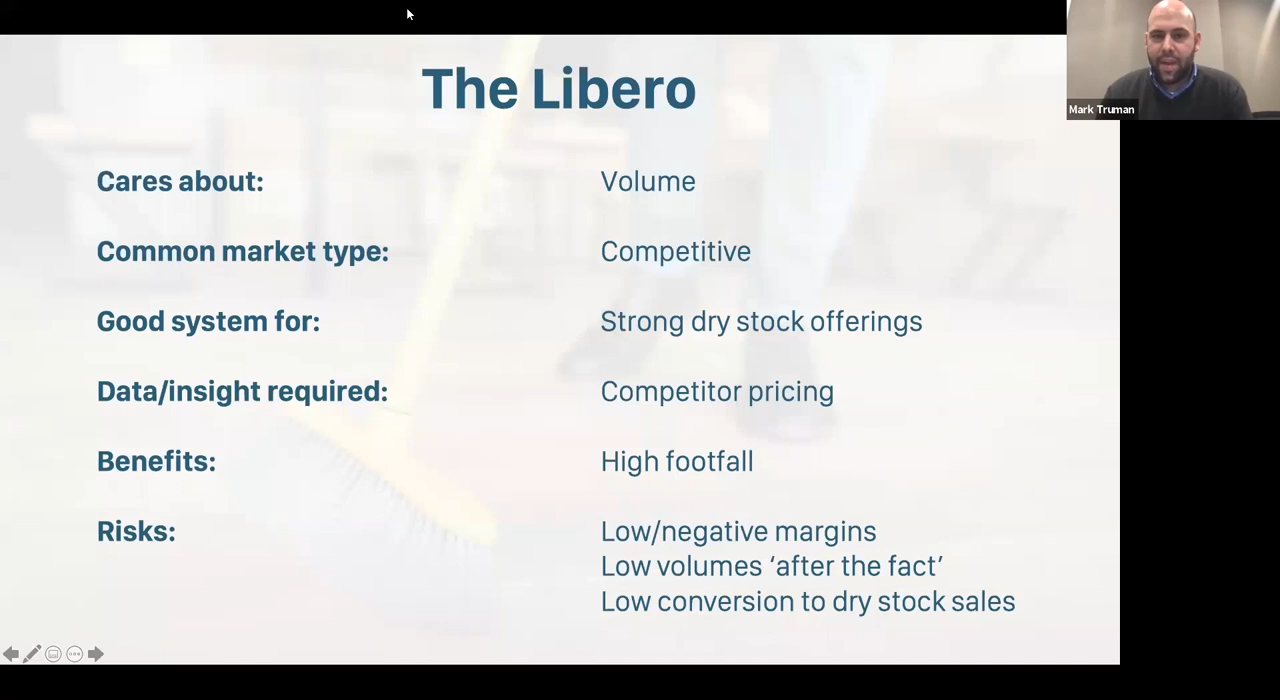 The Libero
Mark Truman
Cares about: Volume
Common market type: Competitive
Good system for: Strong dry stock offerings
Data/insight required: Competitor pricing
Benefits: High footfall
Risks: Low/negative margins
Low volumes ‘after the fact’
Low conversion to dry stock sales